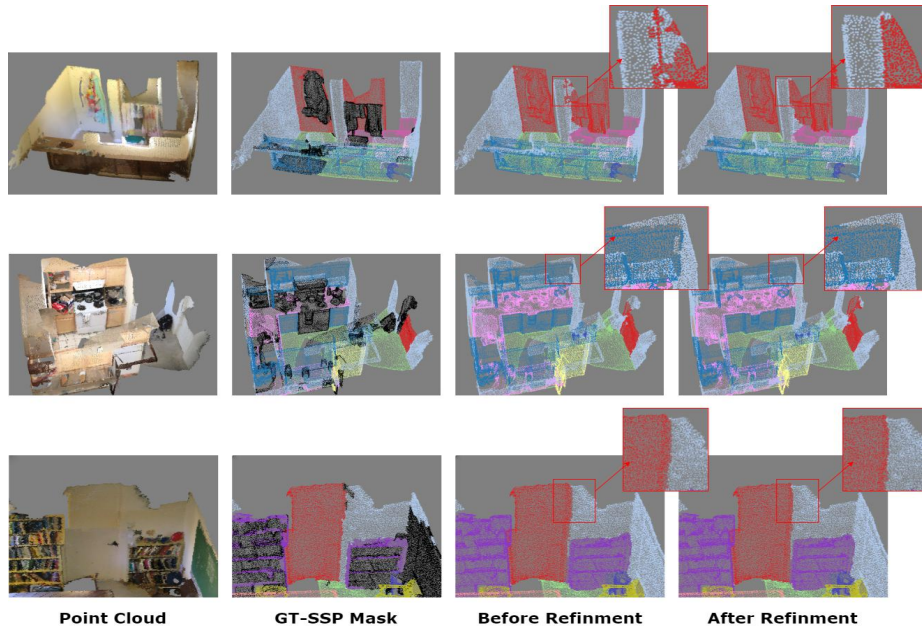 Point Cloud
GT-SSP Mask
Before Refinment
After Refinment